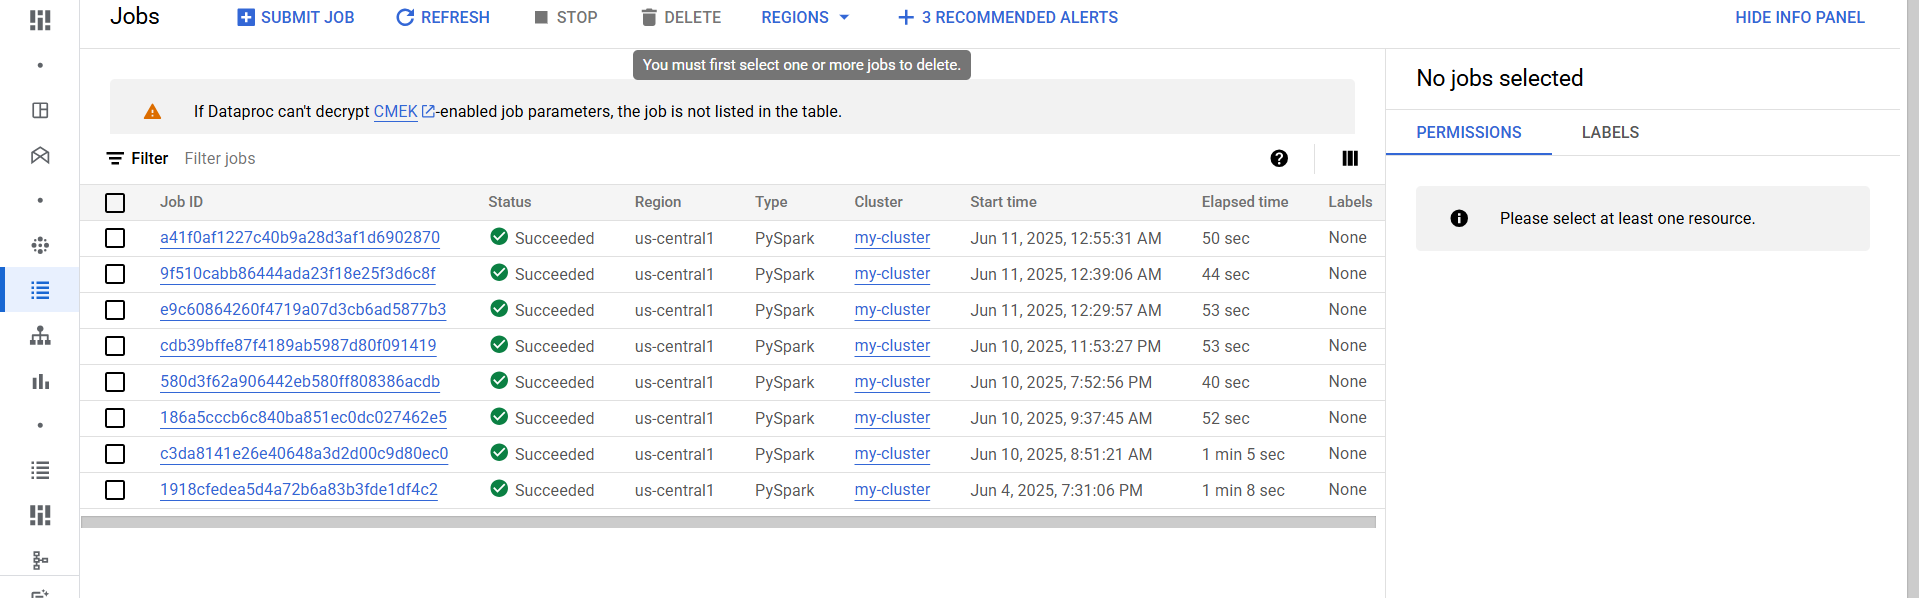 Jobs SUBMIT JOB REFRESH STOP DELETE REGIONS 3 RECOMMENDED ALERTS HIDE INFO PANEL
You must first select one or more jobs to delete.
If Dataproc can't decrypt CMEK -enabled job parameters, the job is not listed in the table.
Filter Filter jobs
Job ID Status Region Type Cluster Start time Elapsed time Labels
a41f0af1227c40b9a28d3af1d6902870 Succeeded us-central1 PySpark my-cluster Jun 11, 2025, 12:55:31 AM 50 sec None
9f510cabb86444ada23f18e25f3d6c8f Succeeded us-central1 PySpark my-cluster Jun 11, 2025, 12:39:06 AM 44 sec None
e9c60864260f4719a07d3cb6ad5877b3 Succeeded us-central1 PySpark my-cluster Jun 11, 2025, 12:29:57 AM 53 sec None
cdb39bffe87f4189ab5987d80f091419 Succeeded us-central1 PySpark my-cluster Jun 10, 2025, 11:53:27 PM 53 sec None
580d3f62a906442eb580ff808386acdb Succeeded us-central1 PySpark my-cluster Jun 10, 2025, 7:52:56 PM 40 sec None
186a5cccb6c840ba851ec0dc027462e5 Succeeded us-central1 PySpark my-cluster Jun 10, 2025, 9:37:45 AM 52 sec None
c3da8141e26e40648a3d2d00c9d80ec0 Succeeded us-central1 PySpark my-cluster Jun 10, 2025, 8:51:21 AM 1 min 5 sec None
1918cfedea5d4a72b6a83b3fde1df4c2 Succeeded us-central1 PySpark my-cluster Jun 4, 2025, 7:31:06 PM 1 min 8 sec None
No jobs selected
PERMISSIONS LABELS
Please select at least one resource.